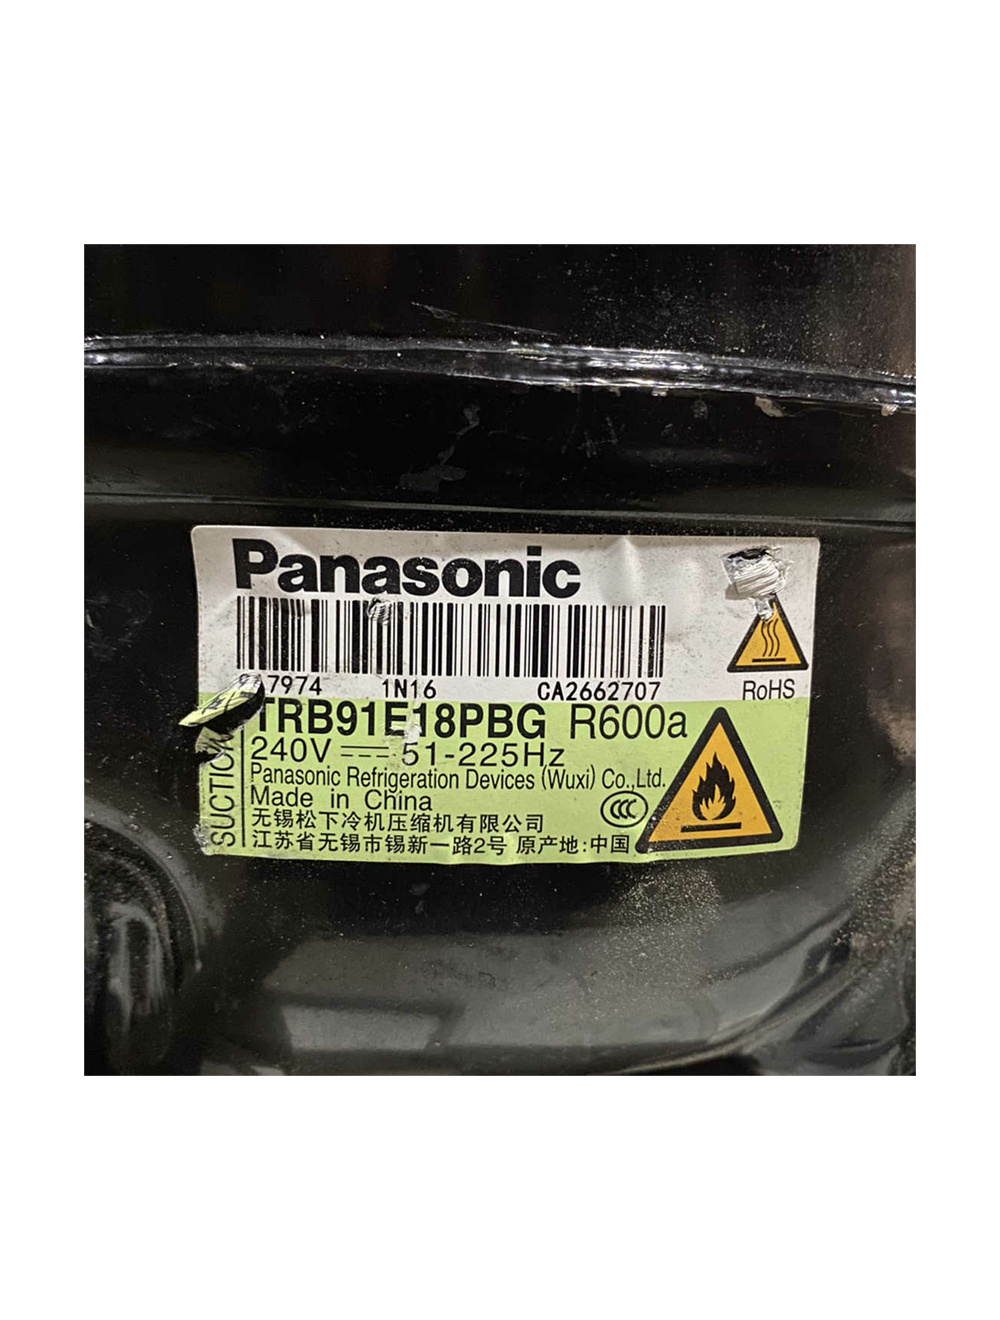 Panasonic
7974 1N16 CA2662707
RoHS
TRB91E18PBG R600a
240V 51-225Hz
Panasonic Refrigeration Devices (Wuxi) Co.,Ltd.
Made in China
CCC
无锡松下冷机压缩机有限公司
江苏省无锡市锡新一路2号 原产地:中国
SUCTION